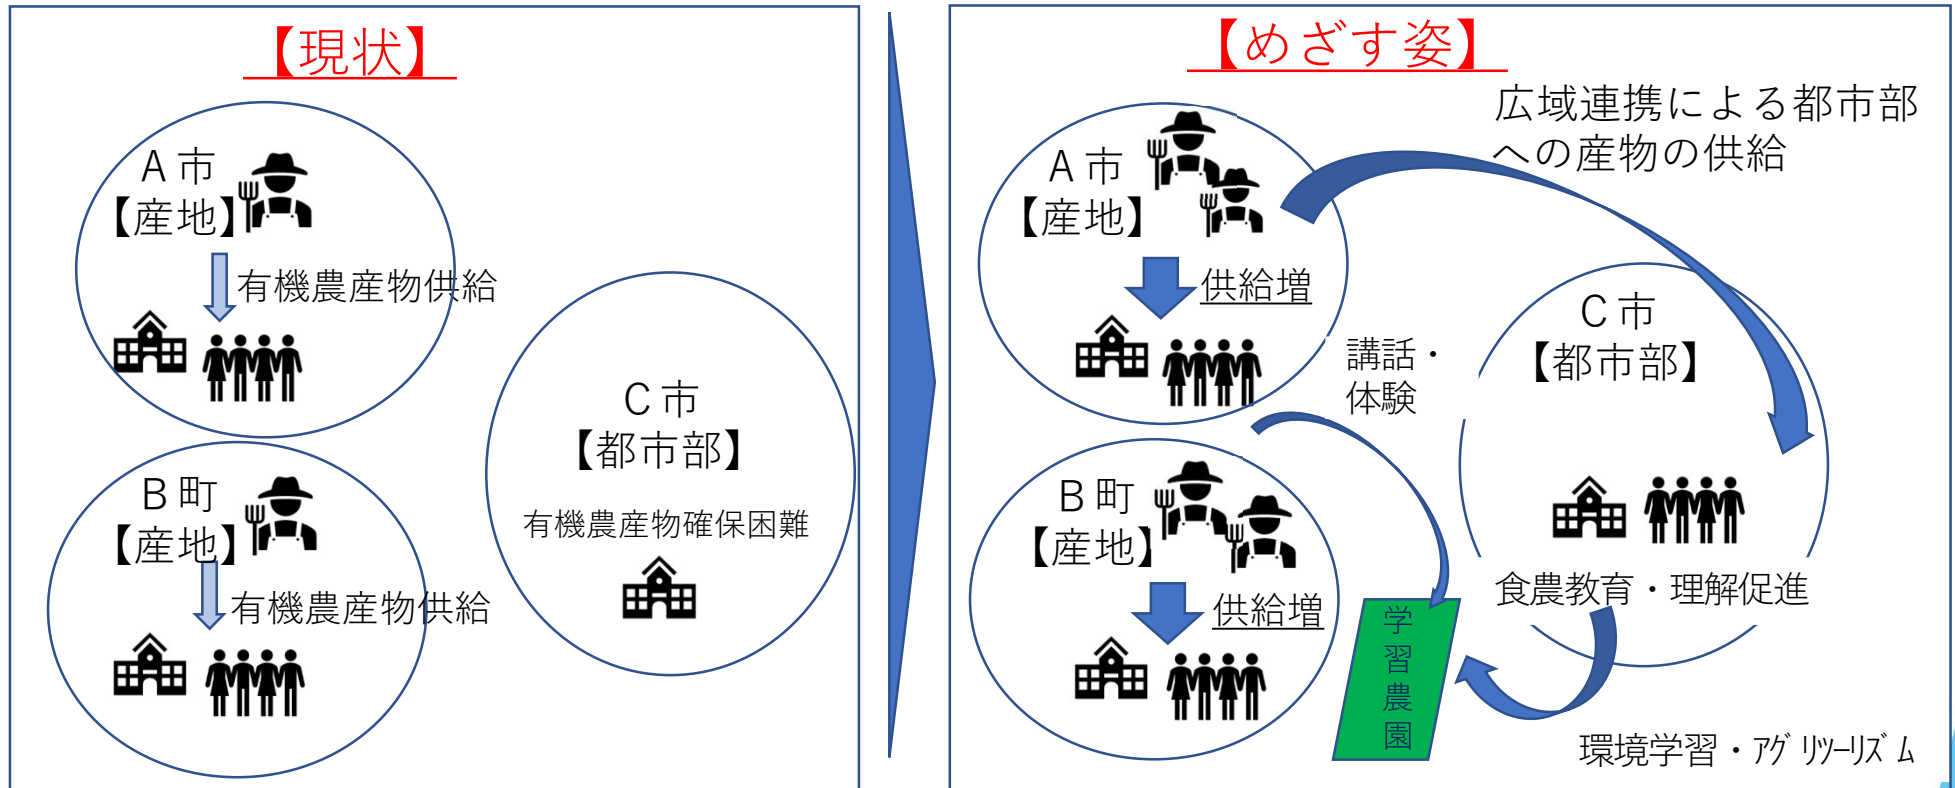 【現状】
A市
【産地】
有機農産物供給
B町
【産地】
有機農産物供給
C市
【都市部】
有機農産物確保困難
【めざす姿】
広域連携による都市部
への産物の供給
A市
【産地】
供給増
講話・
体験
B町
【産地】
供給増
C市
【都市部】
食農教育・理解促進
学習農園
環境学習・ｱｸﾞﾘﾂｰﾘｽﾞﾑ